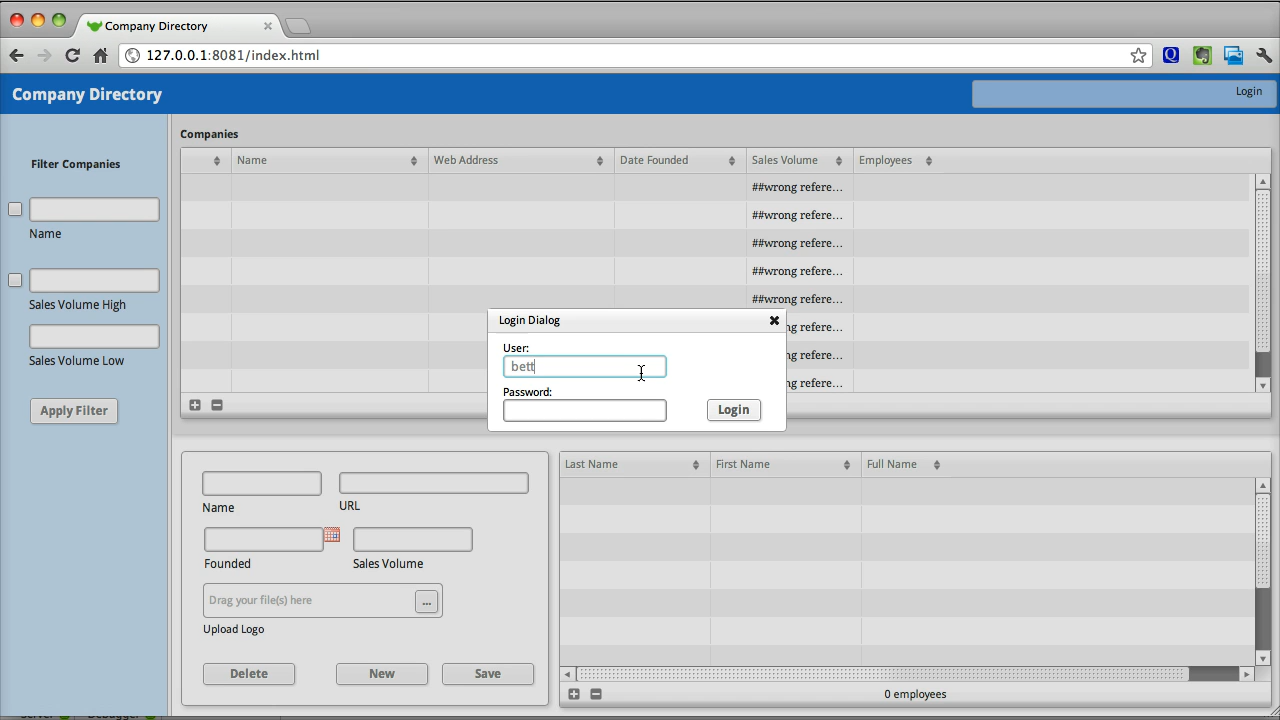 Company Directory
127.0.0.1:8081/index.html
Company Directory
Login
Filter Companies
Name
Sales Volume High
Sales Volume Low
Apply Filter
Companies
Name Web Address Date Founded Sales Volume Employees
##wrong refere...
##wrong refere...
##wrong refere...
##wrong refere...
##wrong refere...
Login Dialog
User:
bett
Password:
Login
Name
URL
Founded
Sales Volume
Drag your file(s) here
...
Upload Logo
Delete New Save
Last Name First Name Full Name
0 employees